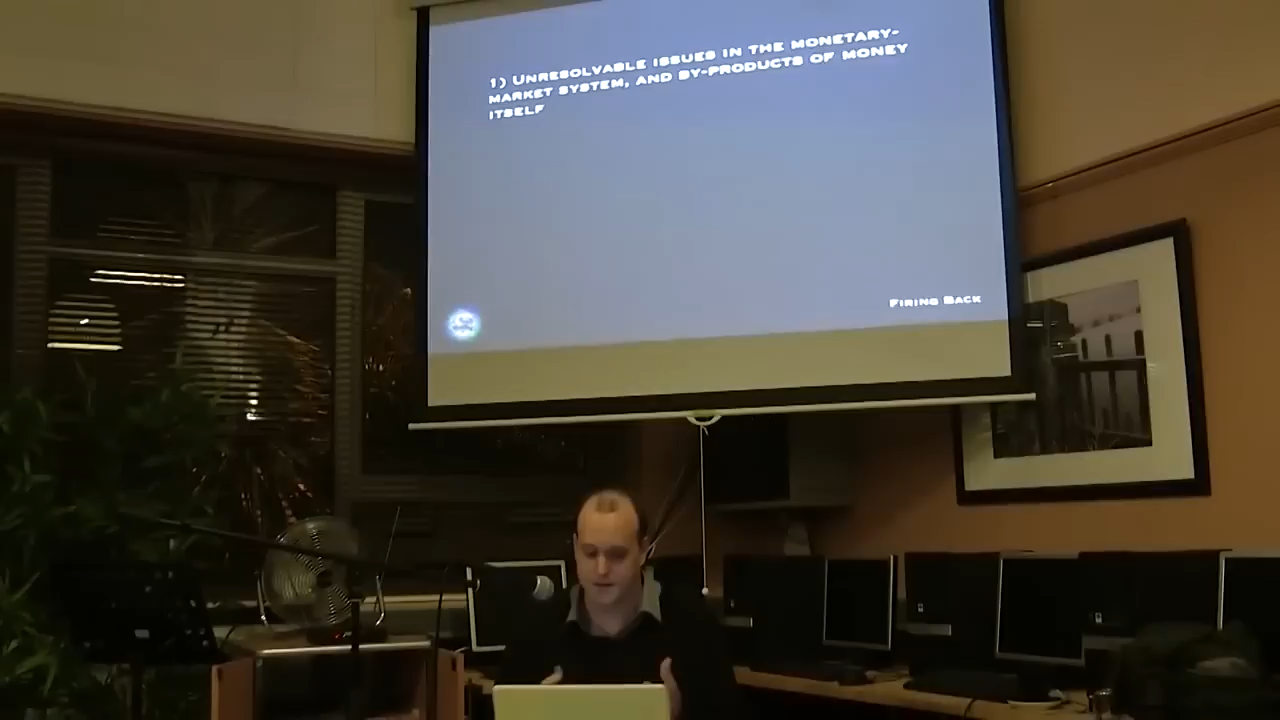 1) Unresolvable issues in the monetary-
market system, and by-products of money
itself
Firing Back